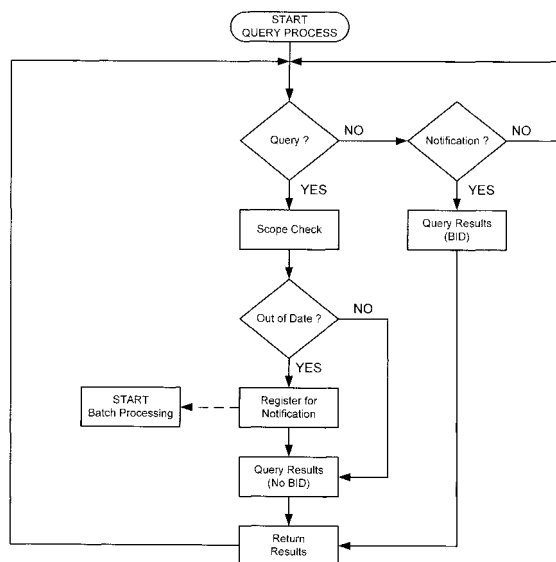 START
QUERY PROCESS
Query ?
NO
Notification ?
NO
YES
YES
Scope Check
Query Results
(BID)
Out of Date ?
NO
YES
START
Batch Processing
Register for
Notification
Query Results
(No BID)
Return
Results